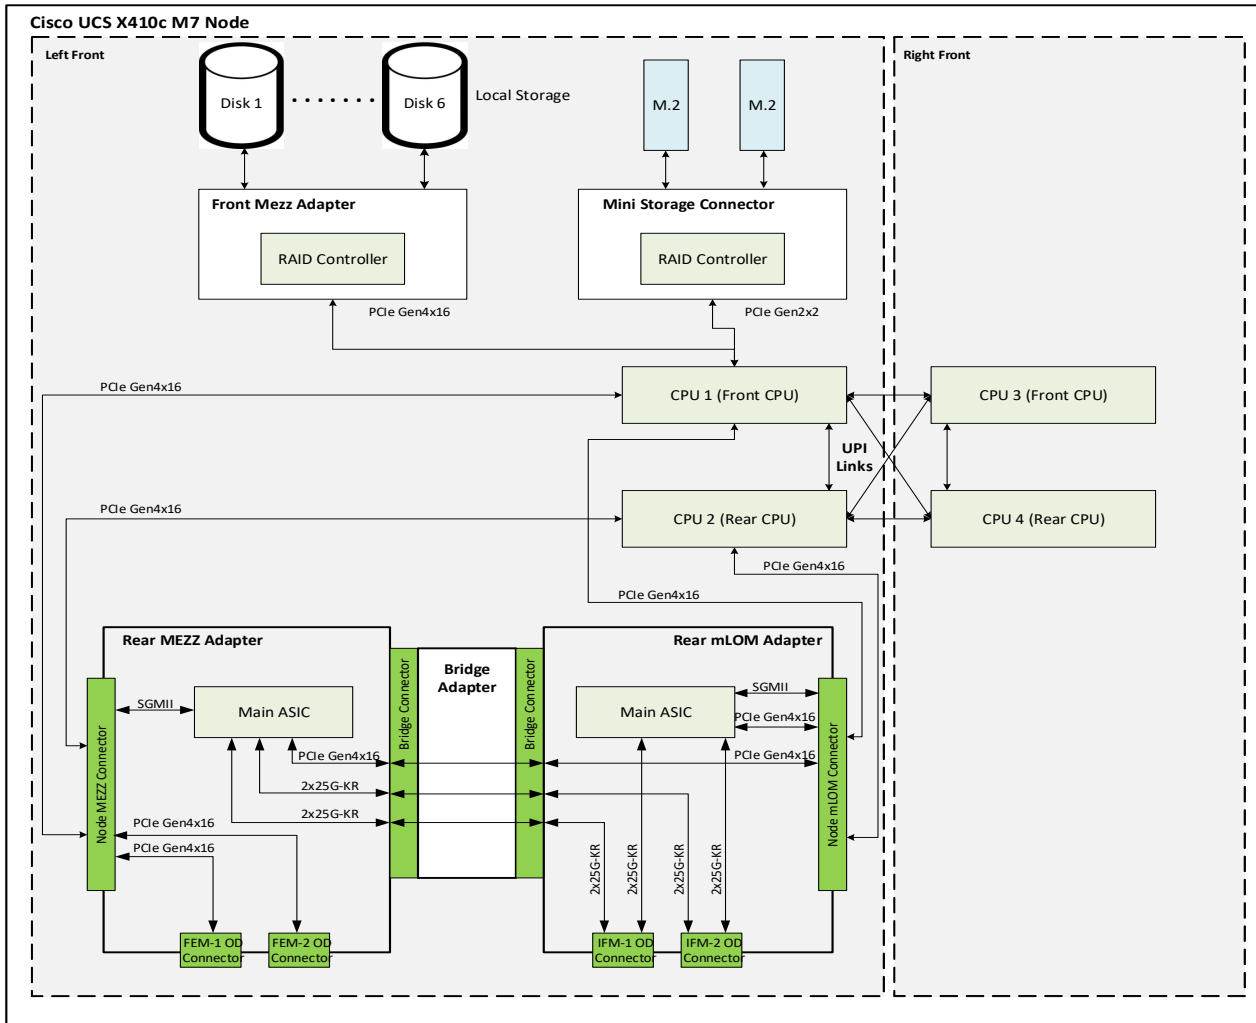 Cisco UCS X410c M7 Node
Left Front
Right Front
Disk 1
Disk 6
Local Storage
M.2
M.2
Front Mezz Adapter
RAID Controller
Mini Storage Connector
RAID Controller
PCIe Gen4x16
PCIe Gen2x2
PCIe Gen4x16
CPU 1 (Front CPU)
CPU 3 (Front CPU)
UPI
Links
PCIe Gen4x16
CPU 2 (Rear CPU)
CPU 4 (Rear CPU)
PCIe Gen4x16
PCIe Gen4x16
Rear MEZZ Adapter
Rear mLOM Adapter
Bridge Connector
Bridge
Adapter
Bridge Connector
Node MEZZ Connector
SGMII
Main ASIC
Main ASIC
SGMII
PCIe Gen4x16
Node mLOM Connector
PCIe Gen4x16
PCIe Gen4x16
2x25G-KR
2x25G-KR
PCIe Gen4x16
PCIe Gen4x16
2x25G-KR
2x25G-KR
2x25G-KR
2x25G-KR
FEM-1 OD
Connector
FEM-2 OD
Connector
IFM-1 OD
Connector
IFM-2 OD
Connector